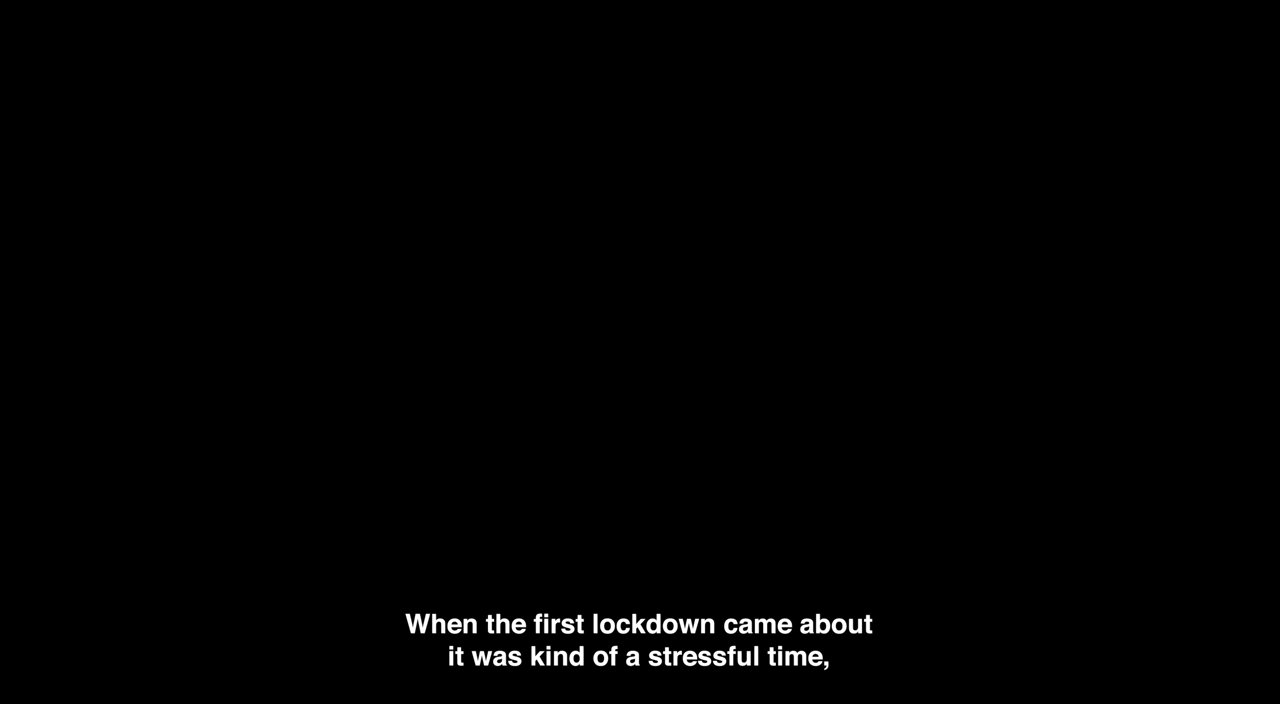 When the first lockdown came about
it was kind of a stressful time,